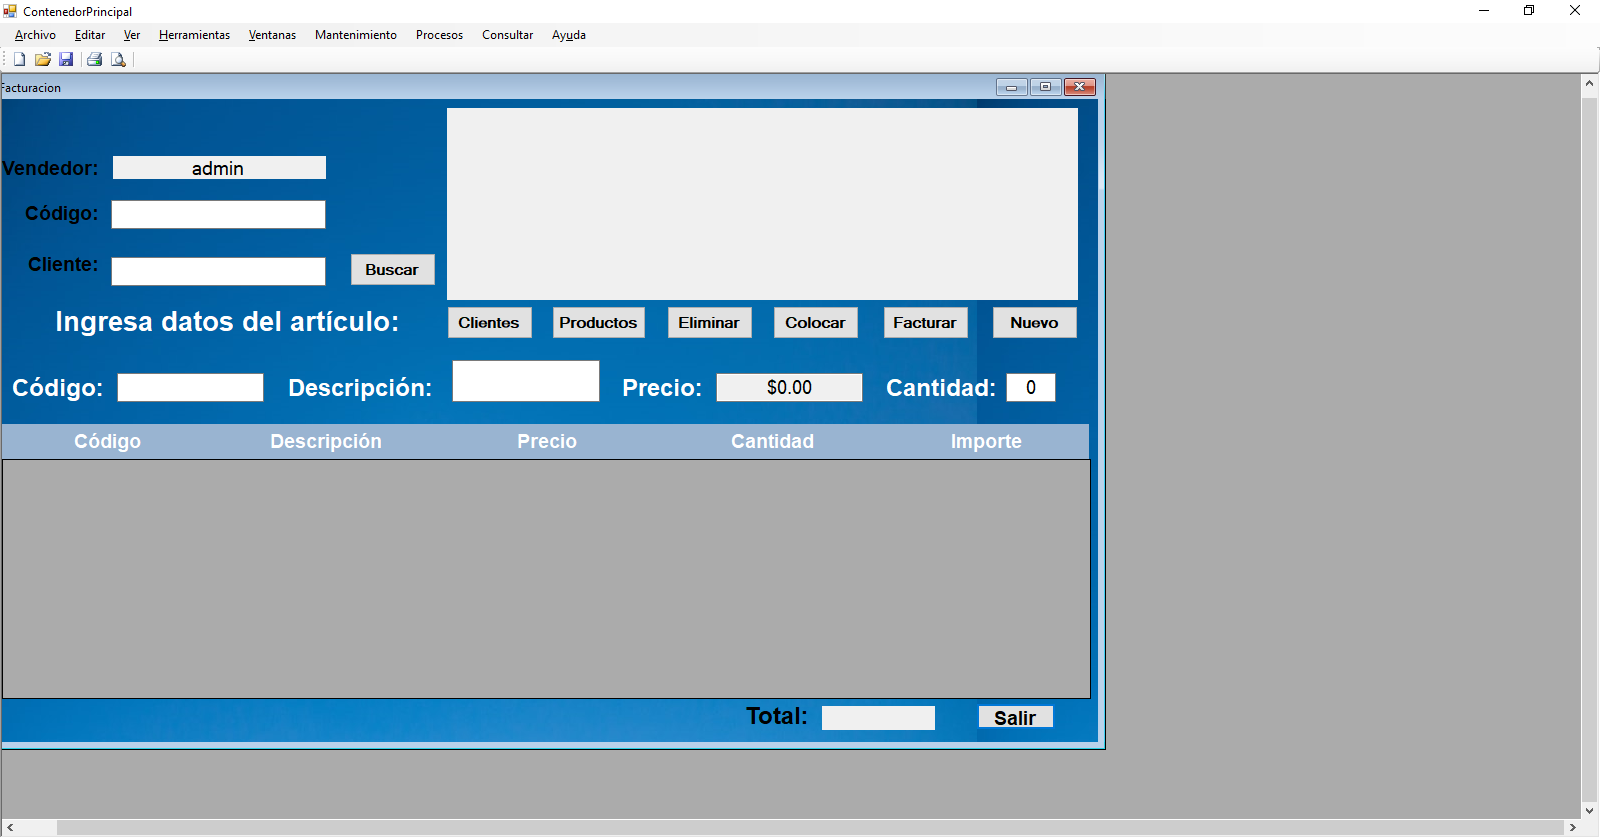 ContenedorPrincipal
Archivo Editar Ver Herramientas Ventanas Mantenimiento Procesos Consultar Ayuda
Facturacion
Vendedor: admin
Código:
Cliente: Buscar
Ingresa datos del artículo: Clientes Productos Eliminar Colocar Facturar Nuevo
Código: Descripción: Precio: $0.00 Cantidad: 0
Código Descripción Precio Cantidad Importe
Total: Salir